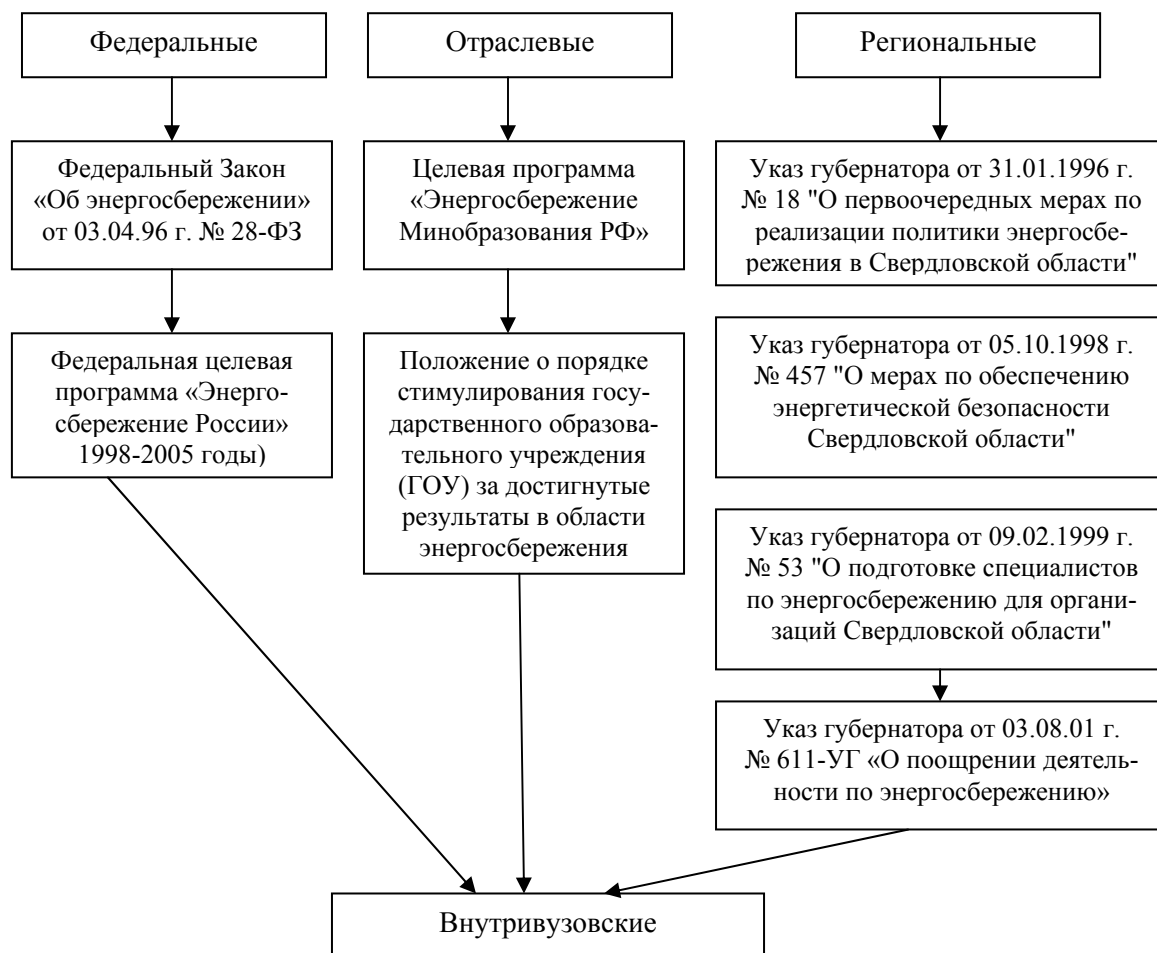 Федеральные
Отраслевые
Региональные
Федеральный Закон
«Об энергосбережении»
от 03.04.96 г. № 28-ФЗ
Целевая программа
«Энергосбережение
Минобразования РФ»
Указ губернатора от 31.01.1996 г.
№ 18 "О первоочередных мерах по
реализации политики энергосбе-
режения в Свердловской области"
Федеральная целевая
программа «Энерго-
сбережение России»
1998-2005 годы)
Положение о порядке
стимулирования госу-
дарственного образова-
тельного учреждения
(ГОУ) за достигнутые
результаты в области
энергосбережения
Указ губернатора от 05.10.1998 г.
№ 457 "О мерах по обеспечению
энергетической безопасности
Свердловской области"
Указ губернатора от 09.02.1999 г.
№ 53 "О подготовке специалистов
по энергосбережению для органи-
заций Свердловской области"
Указ губернатора от 03.08.01 г.
№ 611-УГ «О поощрении деятель-
ности по энергосбережению»
Внутривузовские